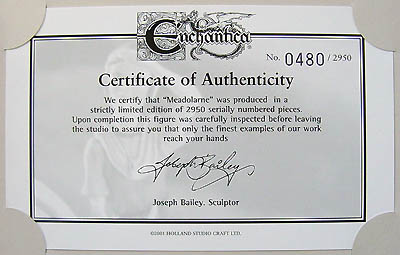 Enchantica
No. 0480 / 2950
Certificate of Authenticity
We certify that "Meadolarne" was produced in a
strictly limited edition of 2950 serially numbered pieces.
Upon completion this figure was carefully inspected before leaving
the studio to assure you that only the finest examples of our work
reach your hands
Joseph Bailey
Joseph Bailey, Sculptor
©2001 HOLLAND STUDIO CRAFT LTD.